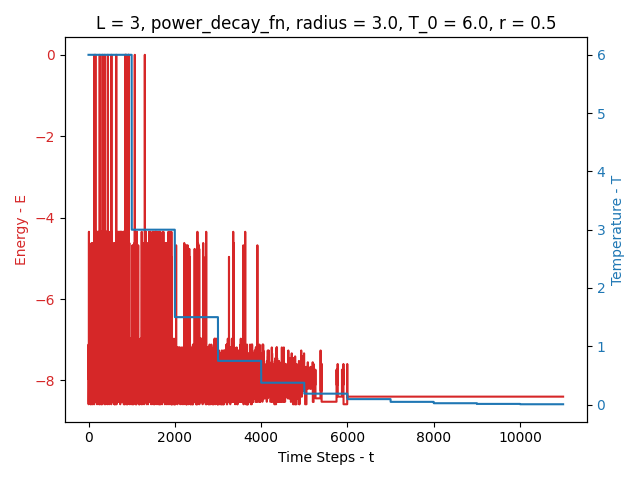 L = 3, power_decay_fn, radius = 3.0, T_0 = 6.0, r = 0.5
0
−2
−4
−6
−8
Energy - E
6
5
4
3
2
1
0
Temperature - T
0 2000 4000 6000 8000 10000
Time Steps - t